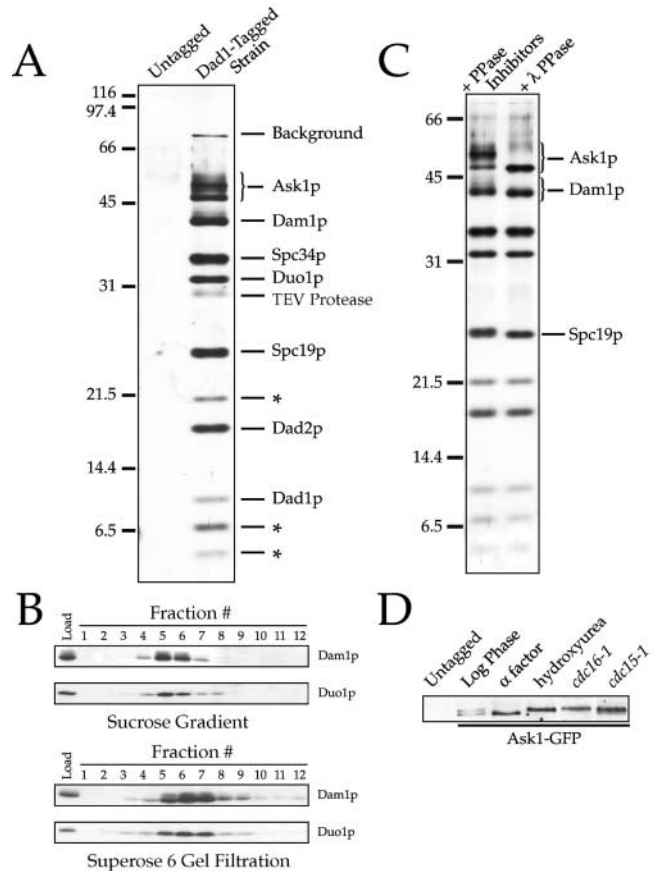 A
Untagged
Dad1-Tagged
Strain
116
97.4
66
45
31
21.5
14.4
6.5
Background
Ask1p
Dam1p
Spc34p
Duo1p
TEV Protease
Spc19p
*
Dad2p
Dad1p
*
*
B
Fraction #
Load 1 2 3 4 5 6 7 8 9 10 11 12
Dam1p
Duo1p
Sucrose Gradient
Fraction #
Load 1 2 3 4 5 6 7 8 9 10 11 12
Dam1p
Duo1p
Superose 6 Gel Filtration
C
+ PPase
Inhibitors
+ λ PPase
66
45
31
21.5
14.4
6.5
Ask1p
Dam1p
Spc19p
D
Untagged
Log Phase
α factor
hydroxyurea
cdc16-1
cdc15-1
Ask1-GFP